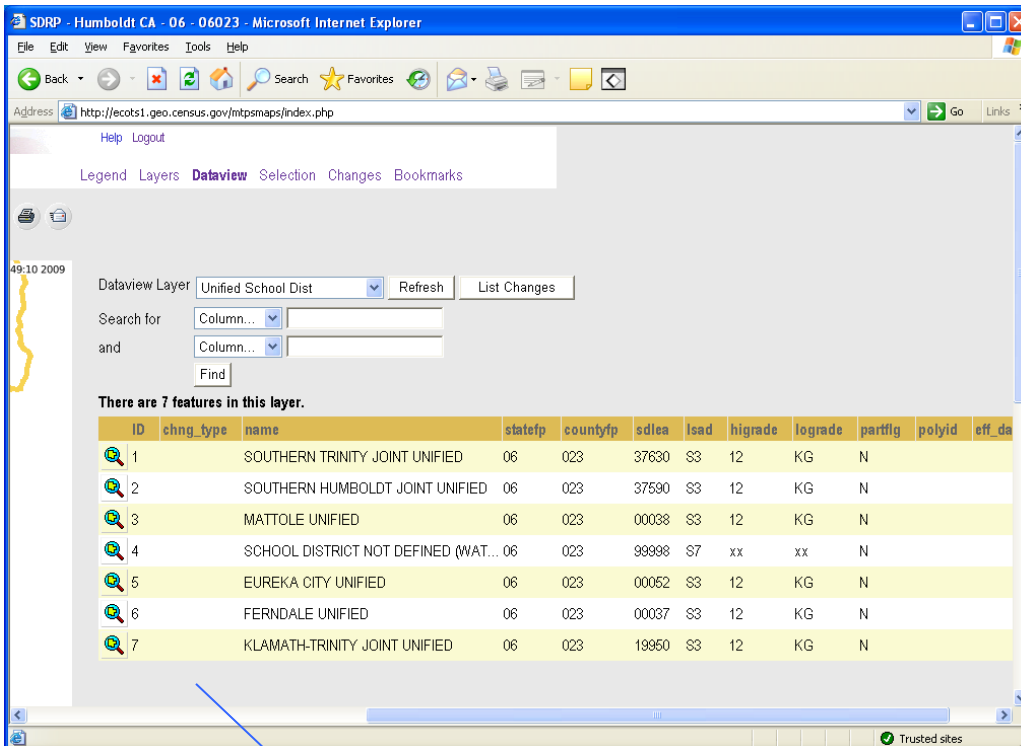 SDRP - Humboldt CA - 06 - 06023 - Microsoft Internet Explorer
File Edit View Favorites Tools Help
Back Search Favorites
Address http://ecots1.geo.census.gov/mtpsmaps/index.php Go Links
Help Logout
Legend Layers Dataview Selection Changes Bookmarks
49:10 2009
Dataview Layer Unified School Dist Refresh List Changes
Search for Column...
and Column...
Find
There are 7 features in this layer.
ID chng_type name statefp countyfp sdlea lsad higrade lograde partflg polyid eff_da
1 SOUTHERN TRINITY JOINT UNIFIED 06 023 37630 S3 12 KG N
2 SOUTHERN HUMBOLDT JOINT UNIFIED 06 023 37590 S3 12 KG N
3 MATTOLE UNIFIED 06 023 00038 S3 12 KG N
4 SCHOOL DISTRICT NOT DEFINED (WAT... 06 023 99998 S7 xx xx N
5 EUREKA CITY UNIFIED 06 023 00052 S3 12 KG N
6 FERNDALE UNIFIED 06 023 00037 S3 12 KG N
7 KLAMATH-TRINITY JOINT UNIFIED 06 023 19950 S3 12 KG N
Trusted sites